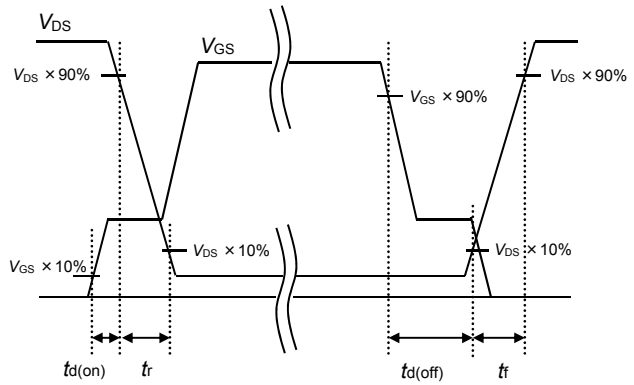 VDS
VDS × 90%
VGS
VGS × 90%
VDS × 90%
VGS × 10%
VDS × 10%
VDS × 10%
td(on)
tr
td(off)
tf